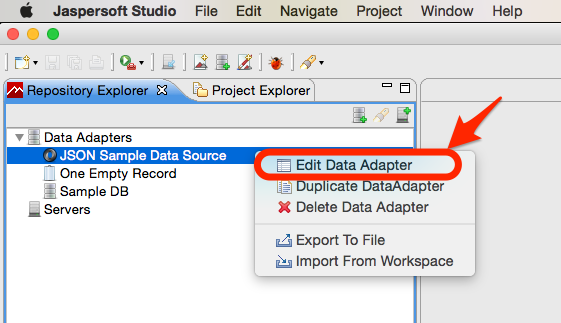 Jaspersoft Studio File Edit Navigate Project Window Help
Repository Explorer Project Explorer
Data Adapters
JSON Sample Data Source
Edit Data Adapter
One Empty Record
Duplicate DataAdapter
Sample DB
Delete Data Adapter
Servers
Export To File
Import From Workspace